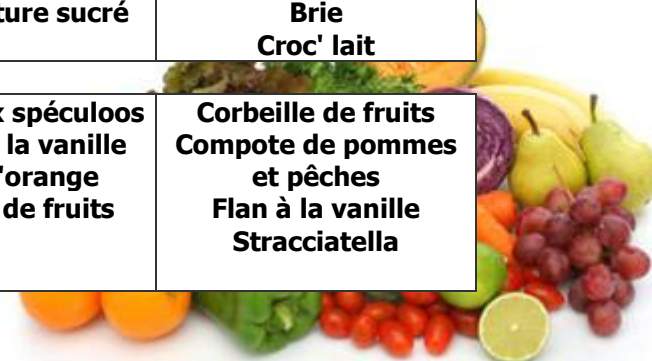 ture sucré
Brie
Croc' lait
spéculoos
la vanille
'orange
de fruits
Corbeille de fruits
Compote de pommes
et pêches
Flan à la vanille
Stracciatella